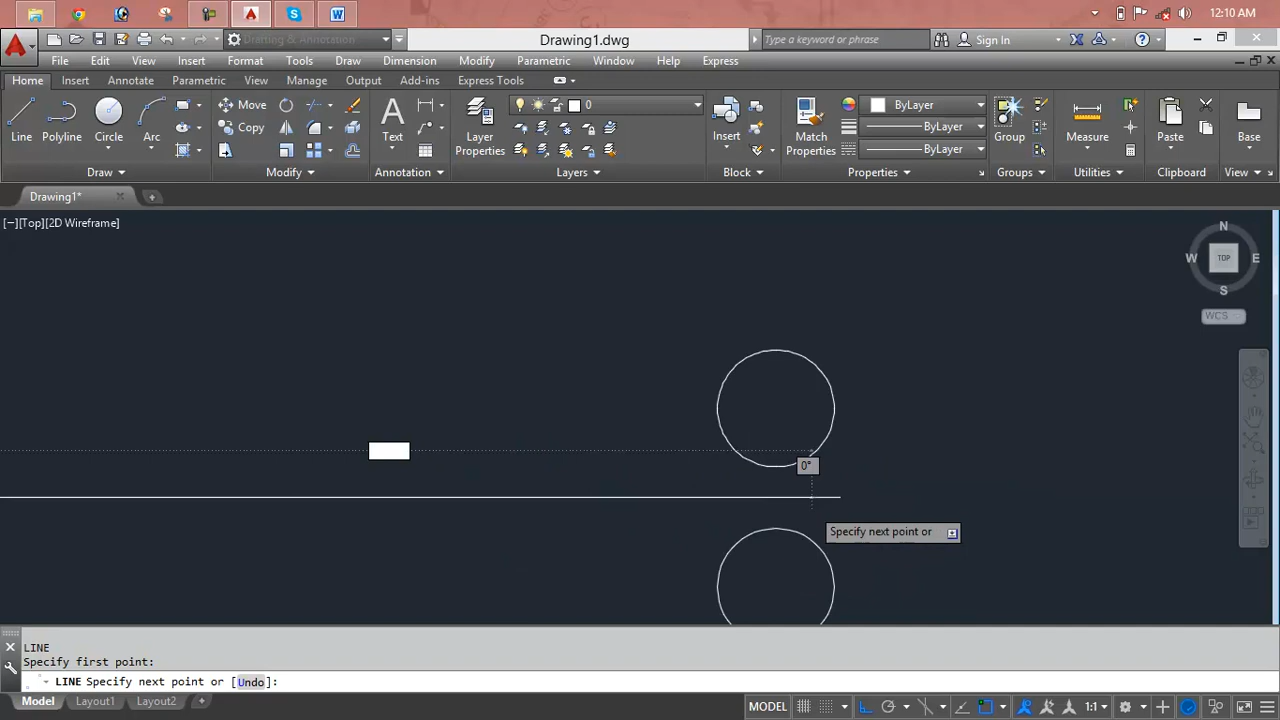 12:10 AM
Drafting & Annotation
Drawing1.dwg
Type a keyword or phrase
Sign In
File Edit View Insert Format Tools Draw Dimension Modify Parametric Window Help Express
Home Insert Annotate Parametric View Manage Output Add-ins Express Tools
Move
0
ByLayer
Copy
ByLayer
Line Polyline Circle Arc Text Layer Properties Insert Match Properties Group Measure Paste Base
ByLayer
Draw Modify Annotation Layers Block Properties Groups Utilities Clipboard View
Drawing1*
[−][Top][2D Wireframe]
N
W TOP E
S
WCS
0°
Specify next point or
LINE
Specify first point:
LINE Specify next point or [Undo]:
Model Layout1 Layout2 +
MODEL 1:1